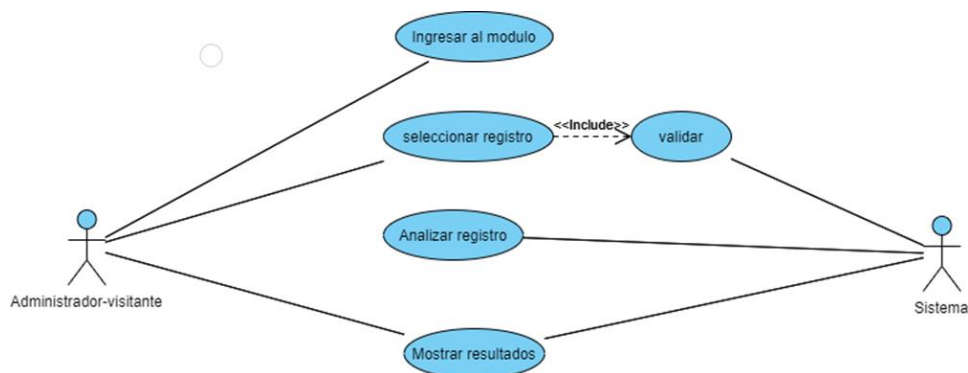 Ingresar al modulo
seleccionar registro
<<Include>>
validar
Analizar registro
Administrador-visitante
Sistema
Mostrar resultados